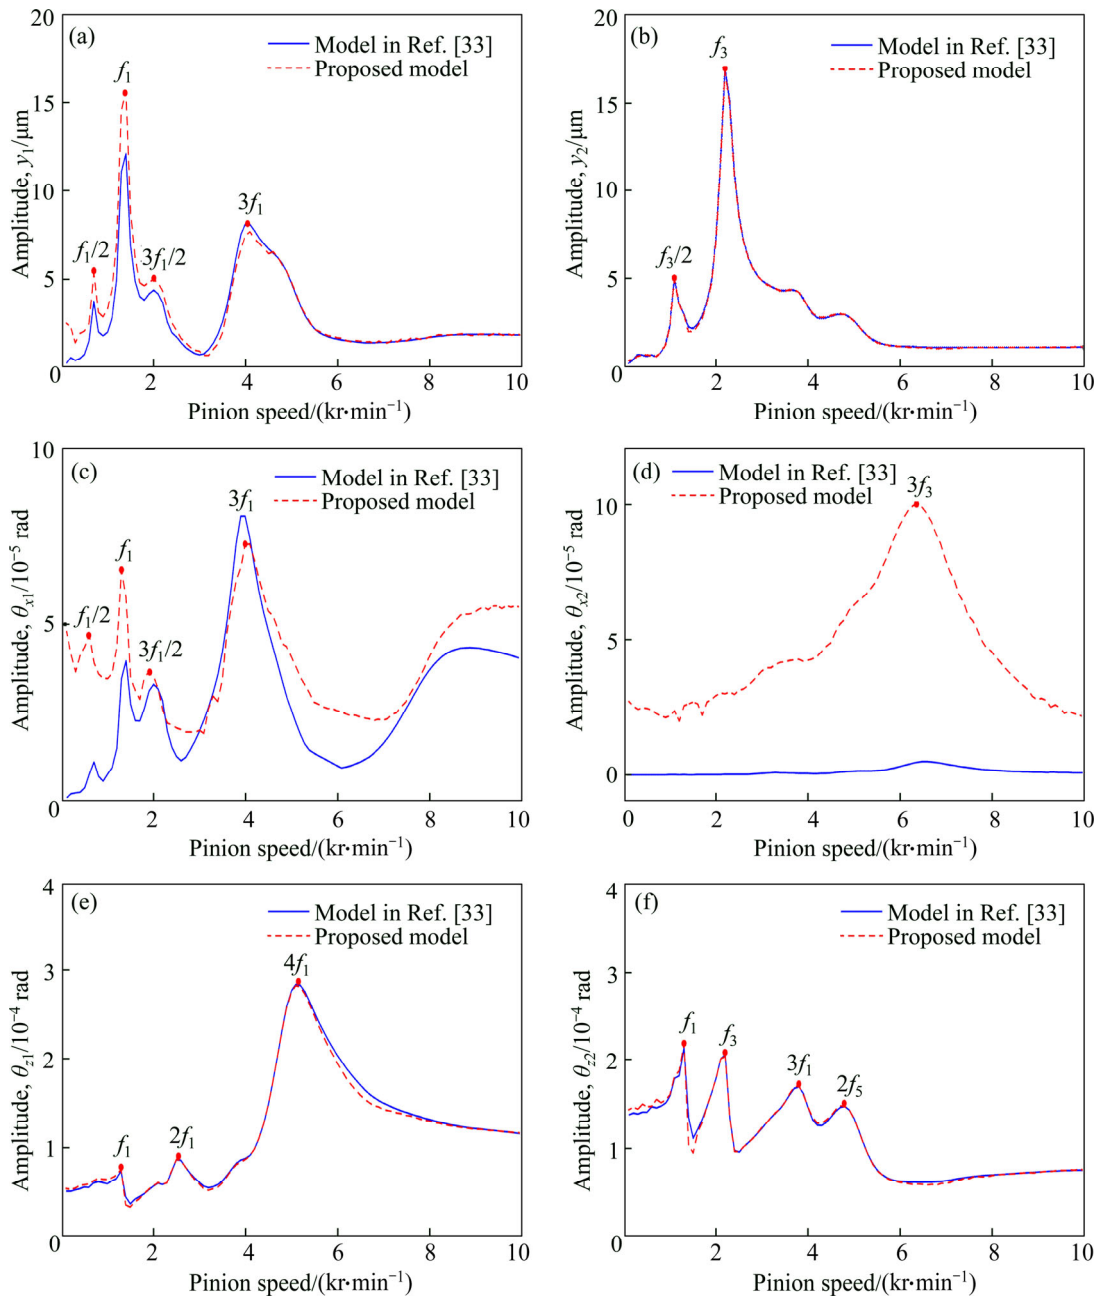 (a)
Model in Ref. [33]
Proposed model
20
15
10
5
0
2
4
6
8
10
f₁/2
f₁
3f₁/2
3f₁
Amplitude, y₁/μm
Pinion speed/(kr·min⁻¹)
(b)
Model in Ref. [33]
Proposed model
20
15
10
5
0
2
4
6
8
10
f₃/2
f₃
Amplitude, y₂/μm
Pinion speed/(kr·min⁻¹)
(c)
Model in Ref. [33]
Proposed model
10
5
0
2
4
6
8
10
f₁/2
f₁
3f₁/2
3f₁
Amplitude, θₓ₁/10⁻⁵ rad
Pinion speed/(kr·min⁻¹)
(d)
Model in Ref. [33]
Proposed model
10
5
0
0
2
4
6
8
10
3f₃
Amplitude, θₓ₂/10⁻⁵ rad
Pinion speed/(kr·min⁻¹)
(e)
Model in Ref. [33]
Proposed model
4
3
2
1
0
2
4
6
8
10
f₁
2f₁
4f₁
Amplitude, θz₁/10⁻⁴ rad
Pinion speed/(kr·min⁻¹)
(f)
Model in Ref. [33]
Proposed model
4
3
2
1
0
2
4
6
8
10
f₁
f₃
3f₁
2f₅
Amplitude, θz₂/10⁻⁴ rad
Pinion speed/(kr·min⁻¹)